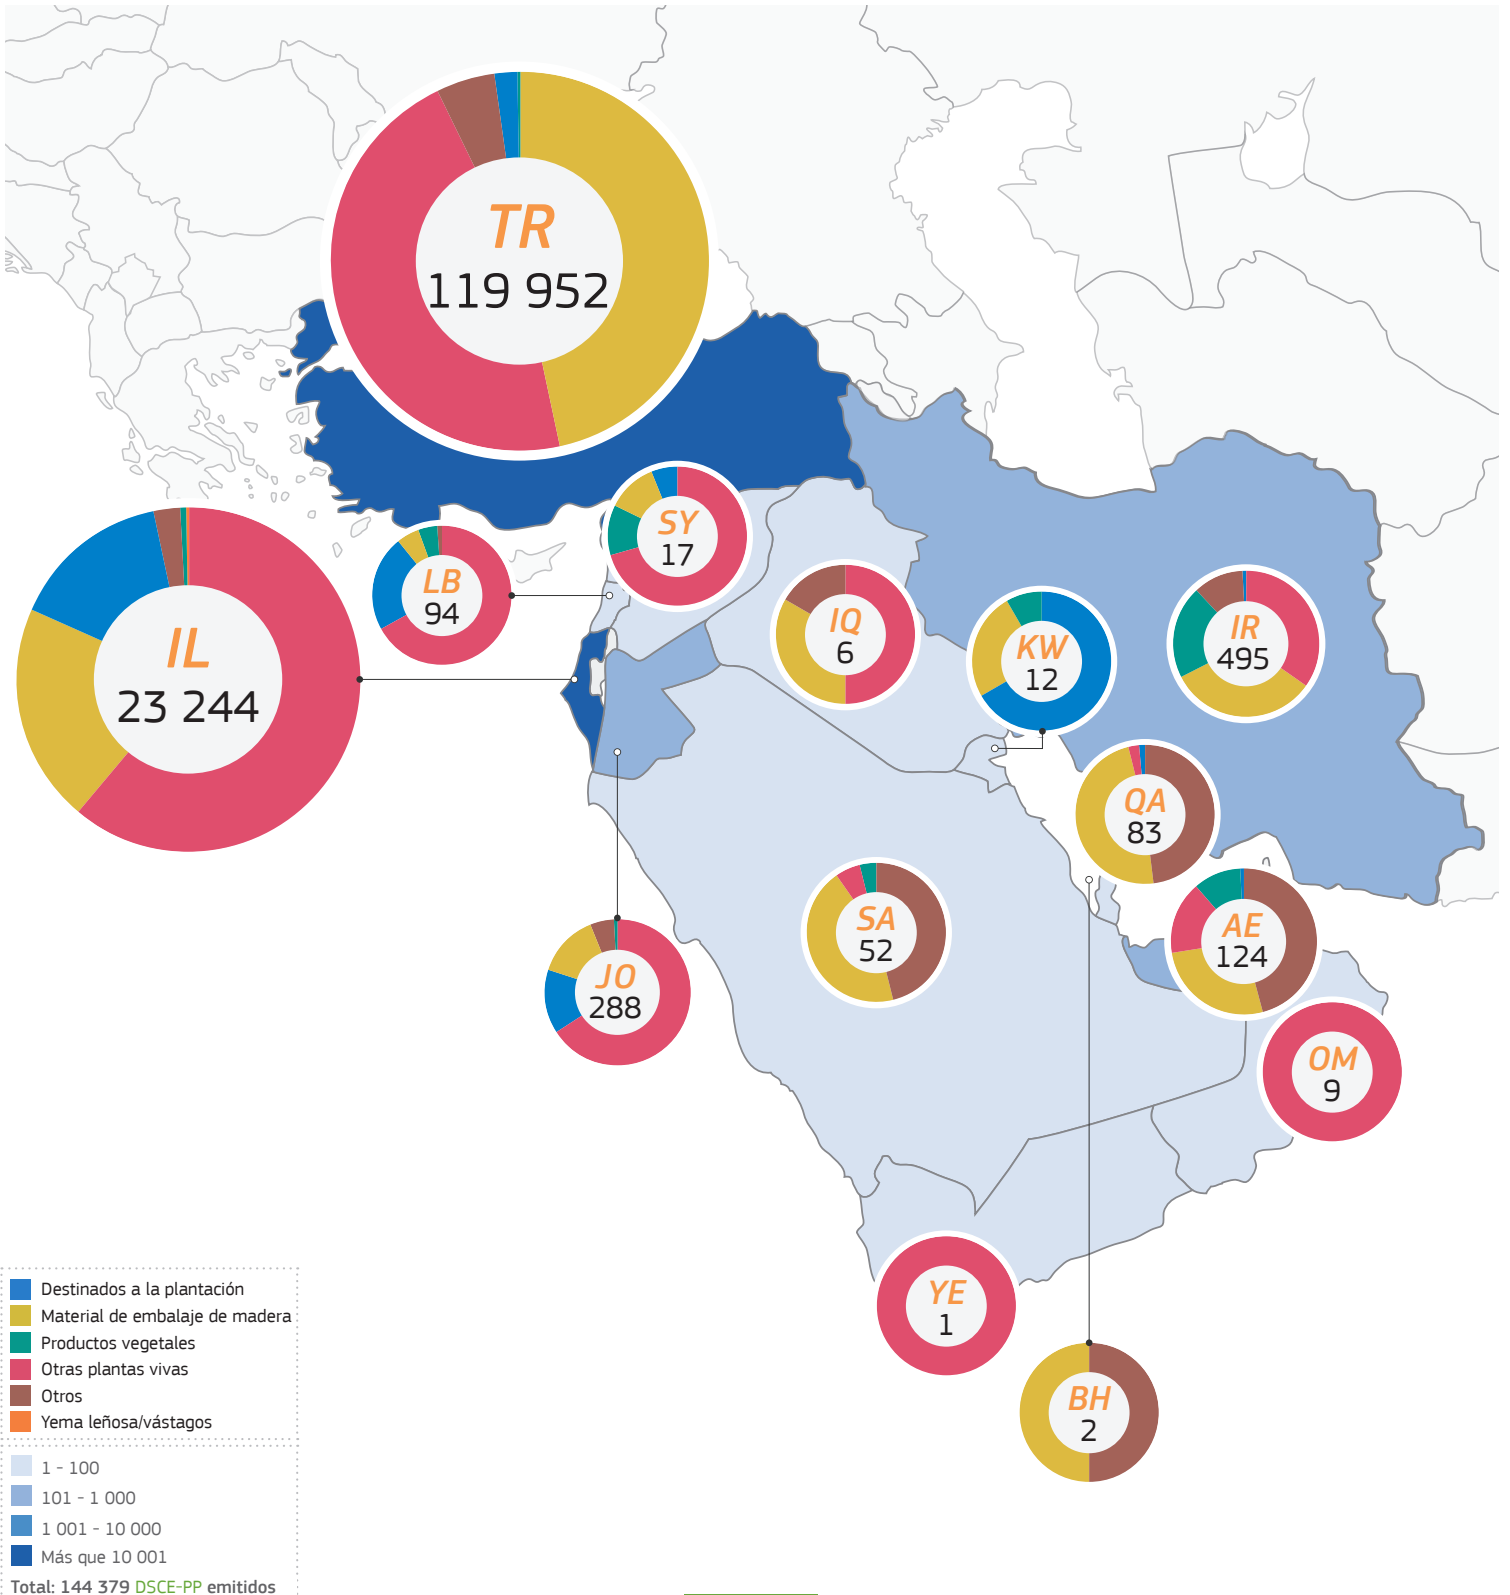 TR
119 952
SY
17
LB
94
IL
23 244
IQ
6
KW
12
IR
495
QA
83
SA
52
AE
124
JO
288
OM
9
YE
1
BH
2
Destinados a la plantación
Material de embalaje de madera
Productos vegetales
Otras plantas vivas
Otros
Yema leñosa/vástagos
1 - 100
101 - 1 000
1 001 - 10 000
Más que 10 001
Total: 144 379 DSCE-PP emitidos